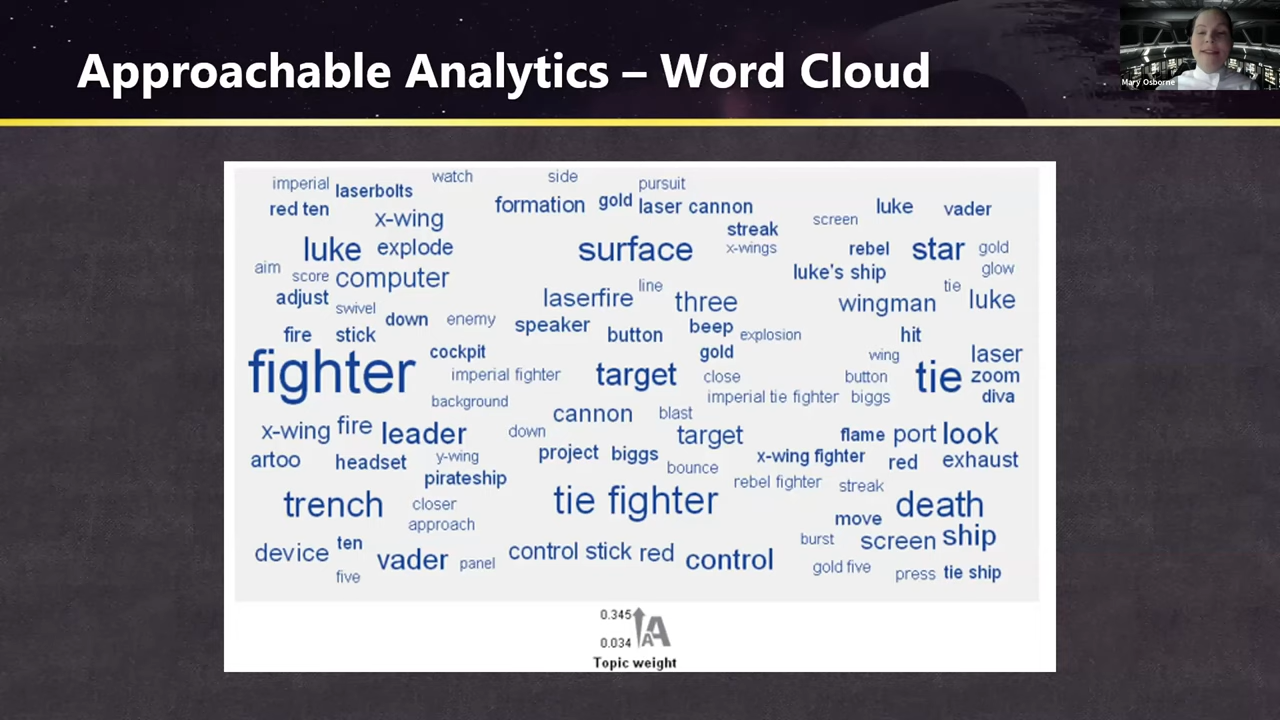 Approachable Analytics – Word Cloud
Mary Osborne
imperial laserbolts watch side pursuit
red ten x-wing formation gold laser cannon luke vader
luke explode surface streak x-wings screen rebel star gold
aim score computer luke's ship glow
adjust swivel laserfire line three wingman tie luke
fire stick down enemy speaker button beep explosion hit
fighter cockpit imperial fighter target gold close wing button tie laser zoom
background imperial tie fighter biggs diva
x-wing fire leader down cannon blast target flame port look
artoo headset y-wing project biggs bounce x-wing fighter red exhaust
pirateship rebel fighter streak
trench closer tie fighter death
approach move
device ten vader panel control stick red control burst screen ship
five gold five press tie ship
0.345 A
0.034 A
Topic weight